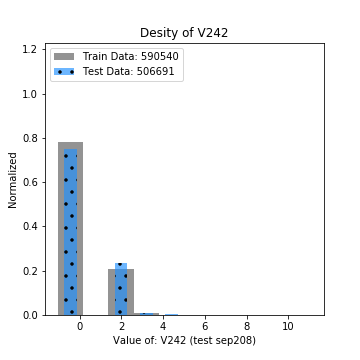 Desity of V242
Train Data: 590540
Test Data: 506691
Normalized
1.2
1.0
0.8
0.6
0.4
0.2
0.0
0 2 4 6 8 10
Value of: V242 (test sep208)